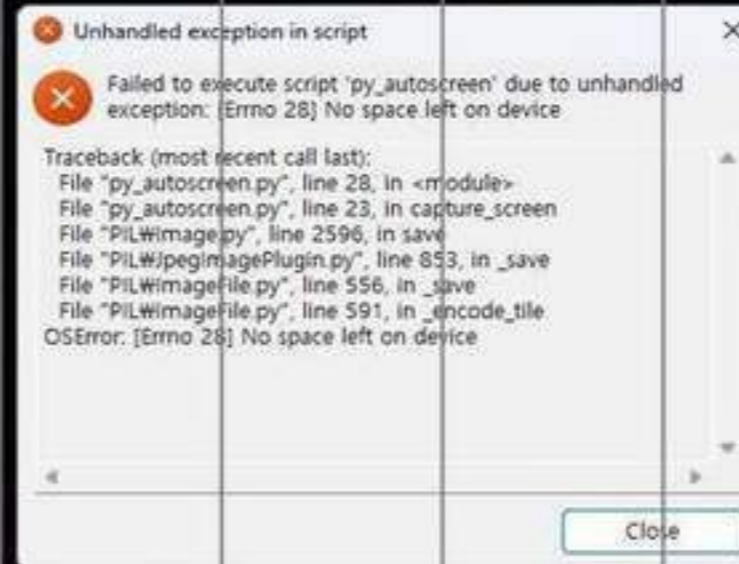 Unhandled exception in script
Failed to execute script 'py_autoscreen' due to unhandled
exception: [Errno 28] No space left on device
Traceback (most recent call last):
File "py_autoscreen.py", line 28, in <module>
File "py_autoscreen.py", line 23, in capture_screen
File "PIL₩Image.py", line 2596, in save
File "PIL₩JpegImagePlugin.py", line 853, in _save
File "PIL₩ImageFile.py", line 556, in _save
File "PIL₩ImageFile.py", line 591, in _encode_tile
OSError: [Errno 28] No space left on device
Close